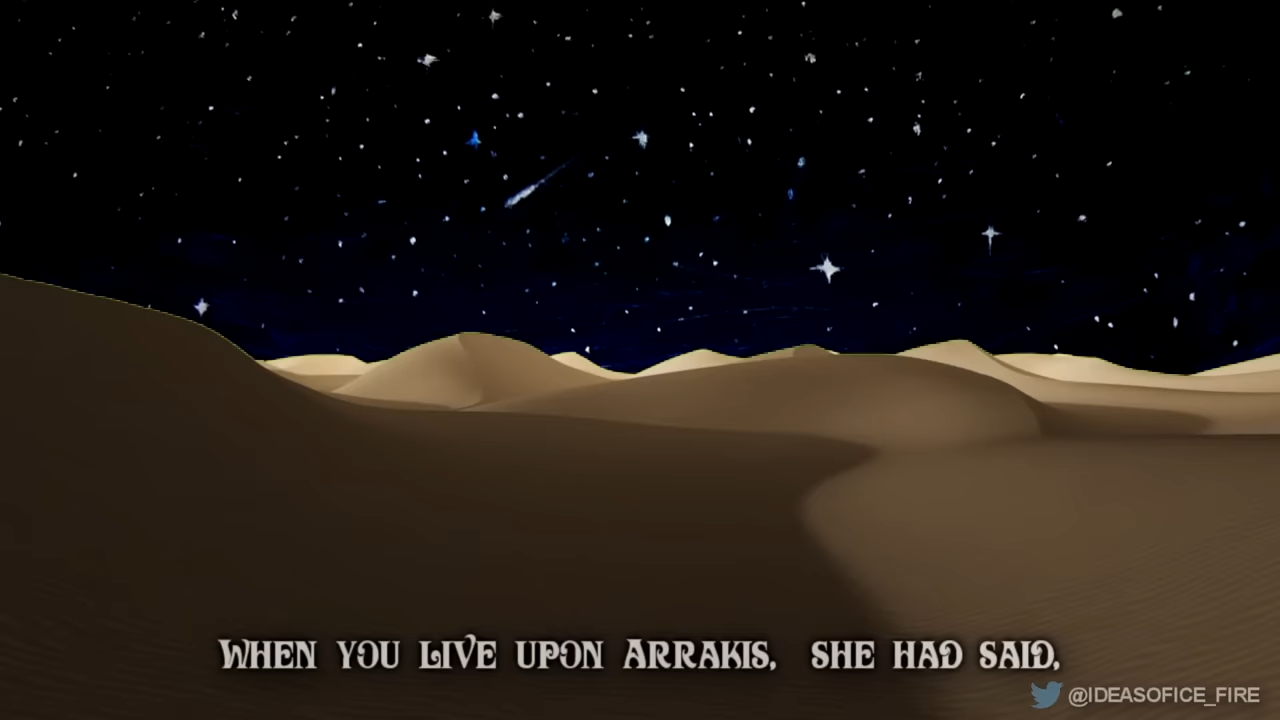 WHEN YOU LIVE UPON ARRAKIS, SHE HAD SAID,
@IDEASOFICE_FIRE